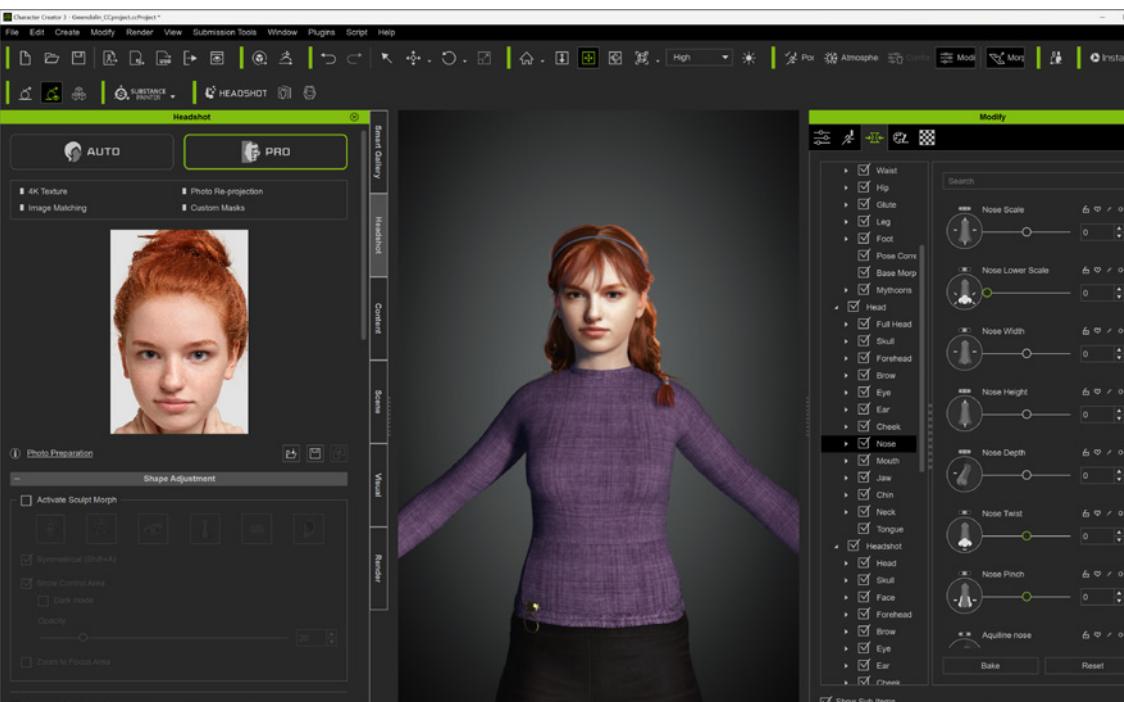 Character Creator 3 - Gwendalin_CCproject.ccProject *
File Edit Create Modify Render View Submission Tools Window Plugins Script Help
High
Atmosphe
Modi
Morp
Insta
SUBSTANCE PAINTER
HEADSHOT
Headshot
AUTO
PRO
4K Texture
Photo Re-projection
Image Matching
Custom Masks
Photo Preparation
Shape Adjustment
Activate Sculpt Morph
Symmetrical (Shift+A)
Show Control Area
Dark mode
Opacity
20
Zoom to Focus Area
Smart Gallery
Headshot
Content
Scene
Visual
Render
Modify
Waist
Hip
Glute
Leg
Foot
Pose Corre
Base Morp
Mythcons
Head
Full Head
Skull
Forehead
Brow
Eye
Ear
Cheek
Nose
Mouth
Jaw
Chin
Neck
Tongue
Headshot
Head
Skull
Face
Forehead
Brow
Eye
Ear
Cheek
Show Sub Items
Search
Nose Scale
0
Nose Lower Scale
0
Nose Width
0
Nose Height
0
Nose Depth
0
Nose Twist
0
Nose Pinch
0
Aquiline nose
Bake
Reset